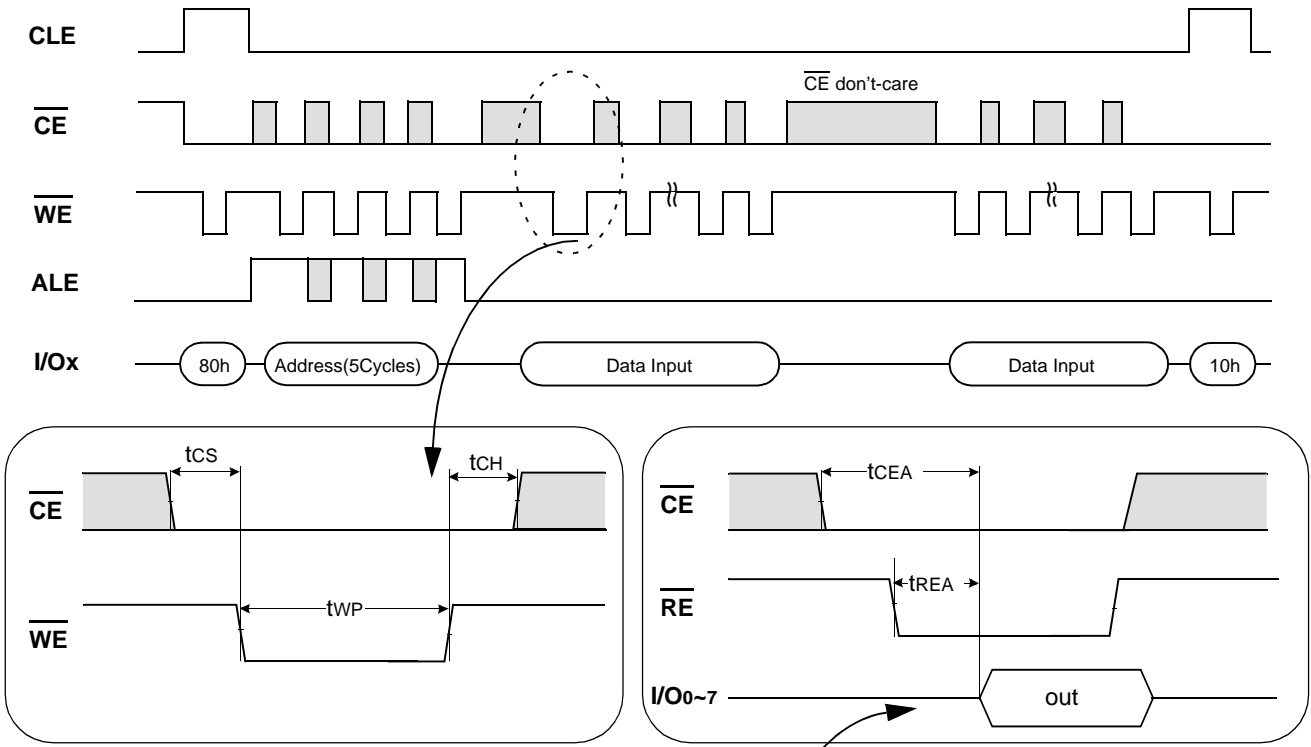 CLE
CE don't-care
CE
WE
ALE
I/Ox
80h
Address(5Cycles)
Data Input
Data Input
10h
tCS
tCH
CE
tWP
WE
tCEA
CE
tREA
RE
I/O0~7
out